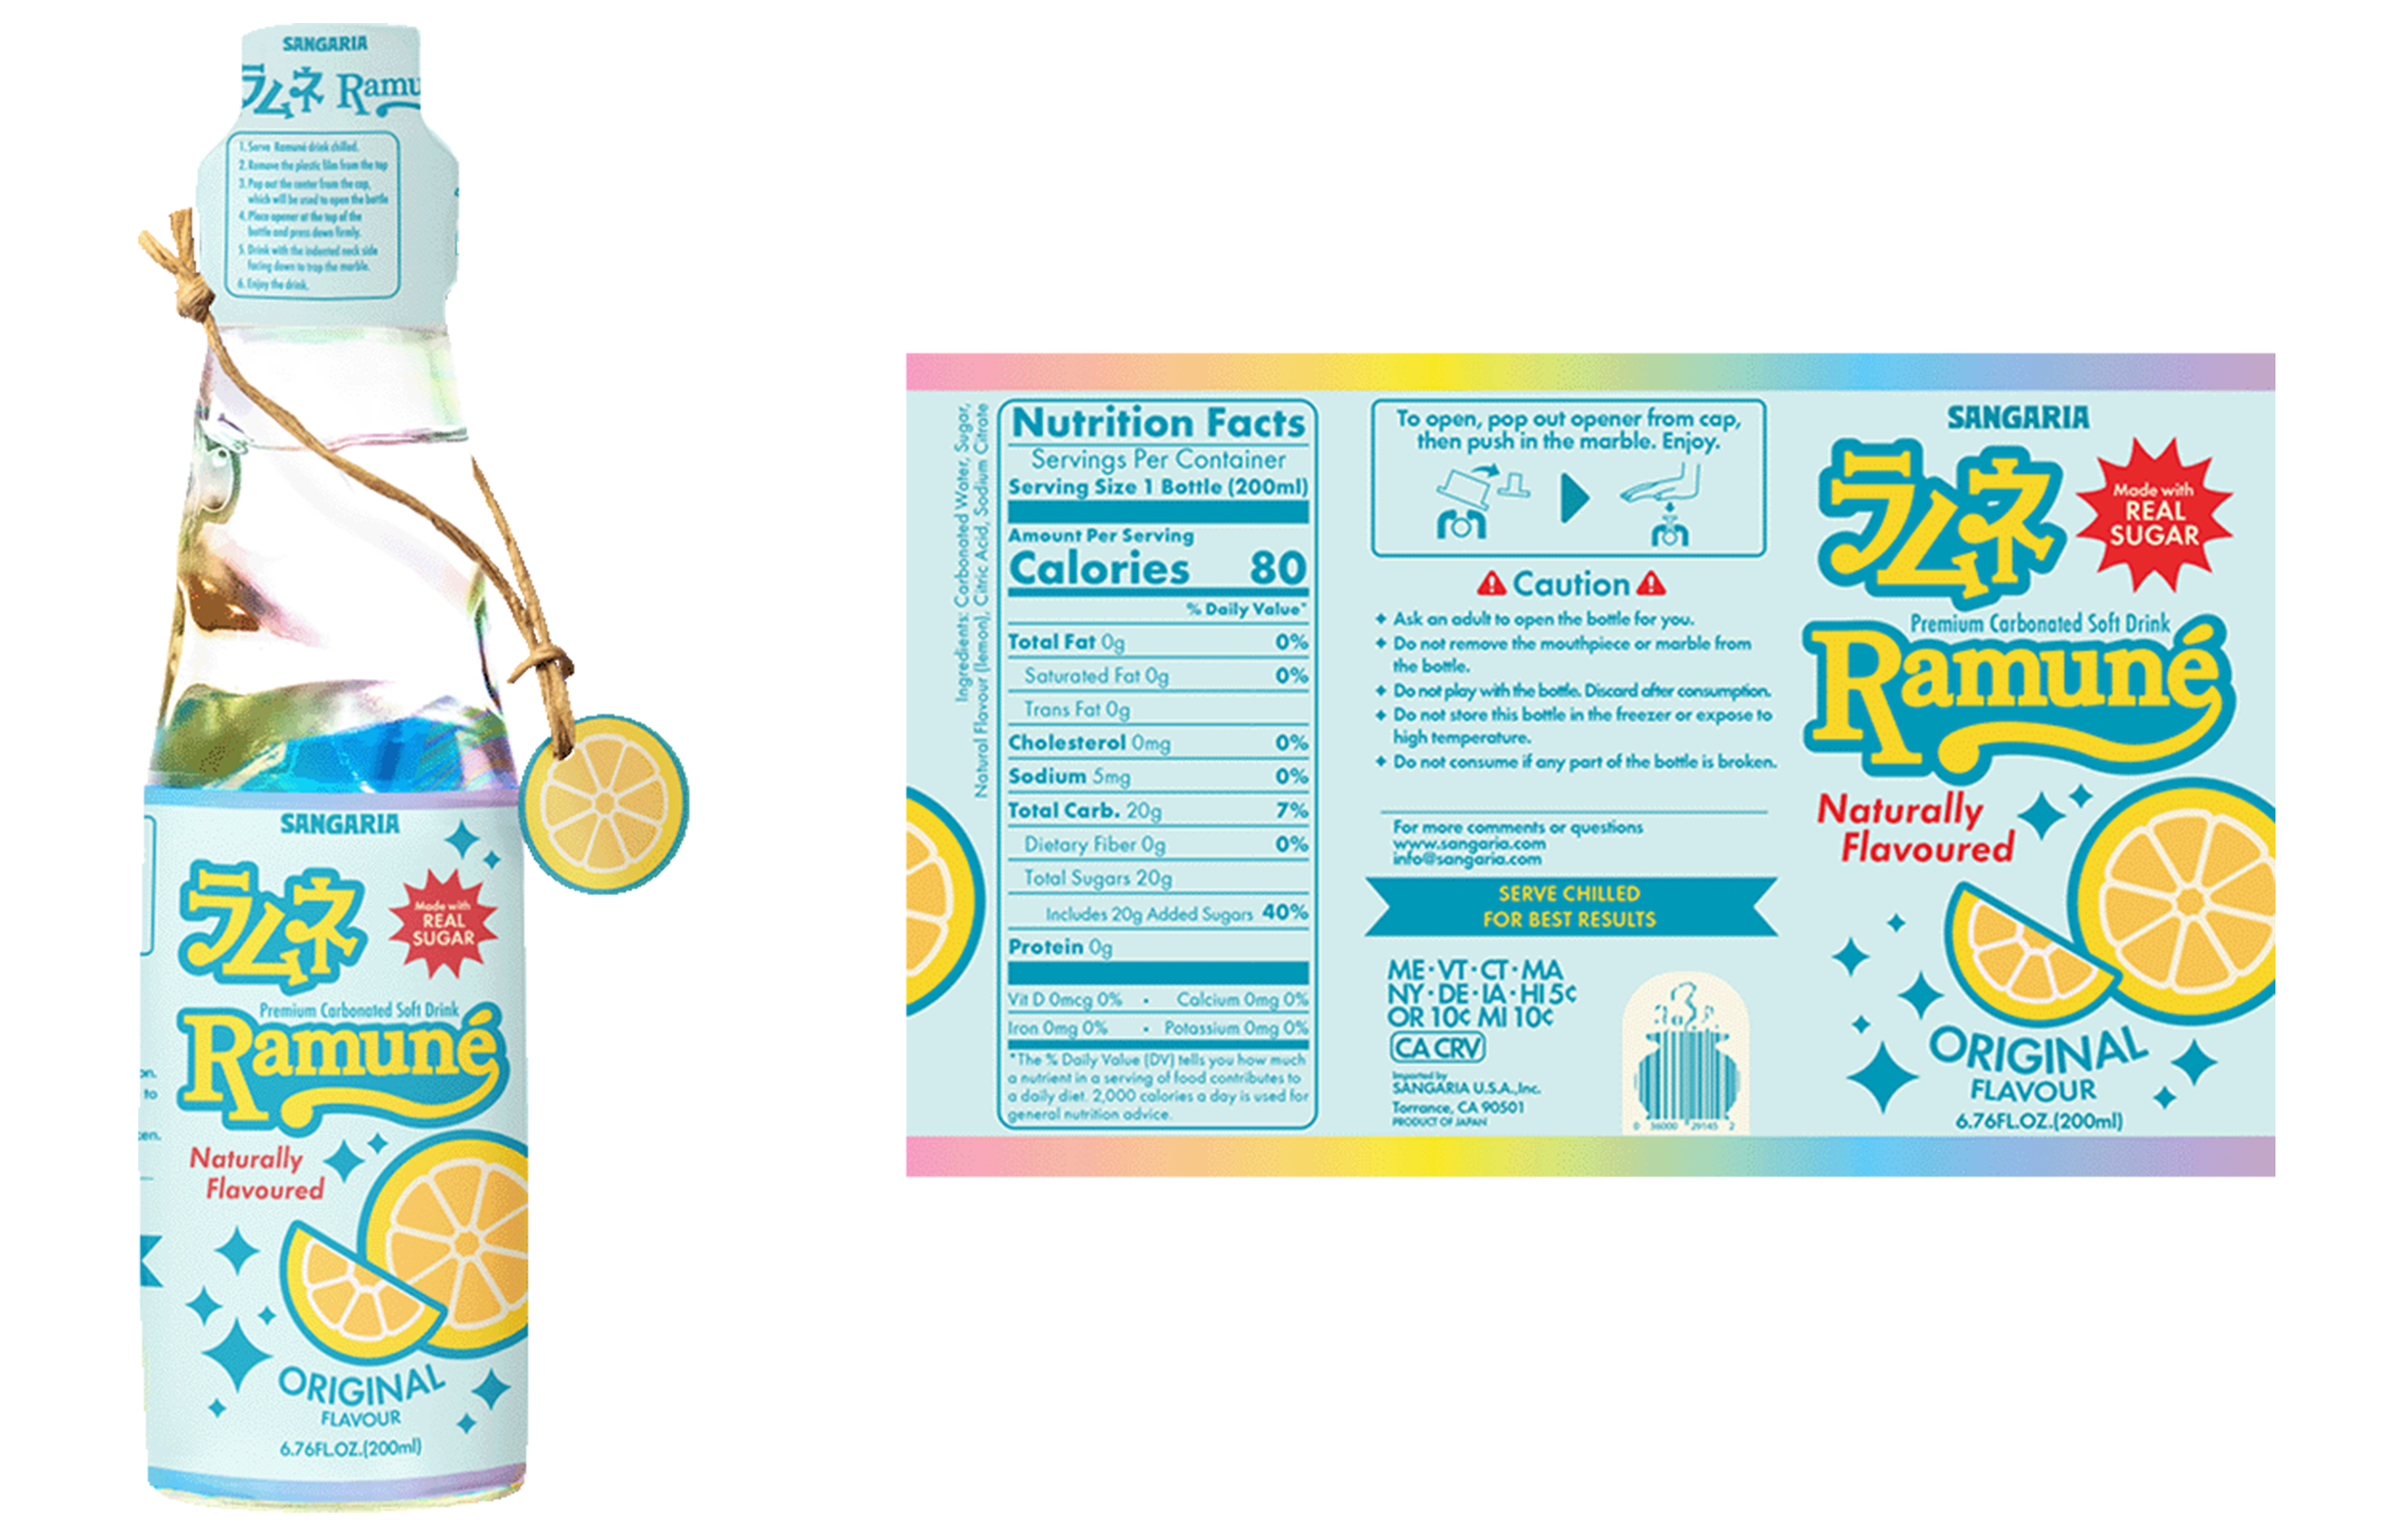 SANGARIA
ラムネ Ramu
1. Serve Ramuné drink chilled.
2. Remove the plastic film from the top
3. Pop out the center from the cap,
which will be used to open the bottle
4. Place opener at the top of the
bottle and press down firmly.
5. Drink with the indented neck side
facing down to trap the marble.
6. Enjoy the drink.
SANGARIA
ラムネ
Made with
REAL
SUGAR
Premium Carbonated Soft Drink
Ramuné
Naturally
Flavoured
ORIGINAL
FLAVOUR
6.76FL.OZ.(200ml)
on.
to
ken.
Ingredients: Carbonated Water, Sugar,
Natural Flavour (lemon), Citric Acid, Sodium Citrate
Nutrition Facts
Servings Per Container
Serving Size 1 Bottle (200ml)
Amount Per Serving
Calories 80
% Daily Value*
Total Fat 0g 0%
Saturated Fat 0g 0%
Trans Fat 0g
Cholesterol 0mg 0%
Sodium 5mg 0%
Total Carb. 20g 7%
Dietary Fiber 0g 0%
Total Sugars 20g
Includes 20g Added Sugars 40%
Protein 0g
Vit D 0mcg 0% • Calcium 0mg 0%
Iron 0mg 0% • Potassium 0mg 0%
*The % Daily Value (DV) tells you how much
a nutrient in a serving of food contributes to
a daily diet. 2,000 calories a day is used for
general nutrition advice.
To open, pop out opener from cap,
then push in the marble. Enjoy.
Caution
Ask an adult to open the bottle for you.
Do not remove the mouthpiece or marble from
the bottle.
Do not play with the bottle. Discard after consumption.
Do not store this bottle in the freezer or expose to
high temperature.
Do not consume if any part of the bottle is broken.
For more comments or questions
www.sangaria.com
info@sangaria.com
SERVE CHILLED
FOR BEST RESULTS
ME·VT·CT·MA
NY·DE·IA·HI 5¢
OR 10¢ MI 10¢
CA CRV
Imported by
SANGARIA U.S.A.,Inc.
Torrance, CA 90501
PRODUCT OF JAPAN
0 36000 29145 2
SANGARIA
ラムネ
Made with
REAL
SUGAR
Premium Carbonated Soft Drink
Ramuné
Naturally
Flavoured
ORIGINAL
FLAVOUR
6.76FL.OZ.(200ml)